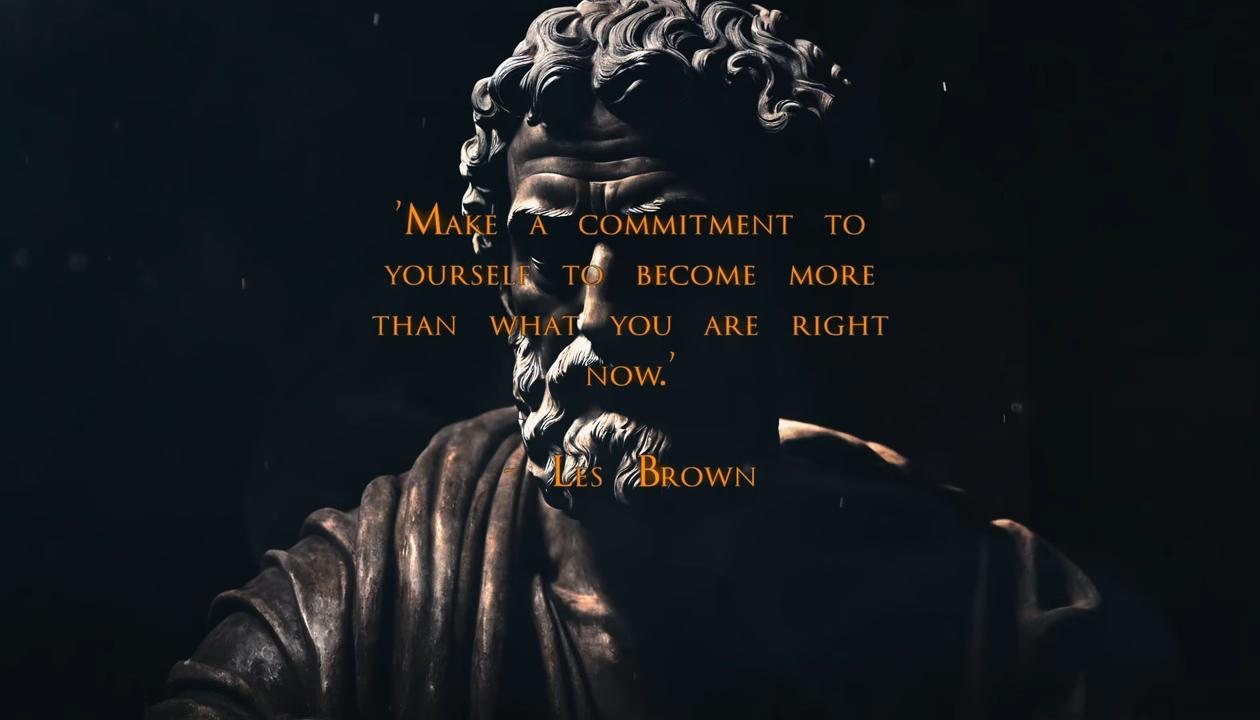 'Make a commitment to
yourself to become more
than what you are right
now.'
- Les Brown